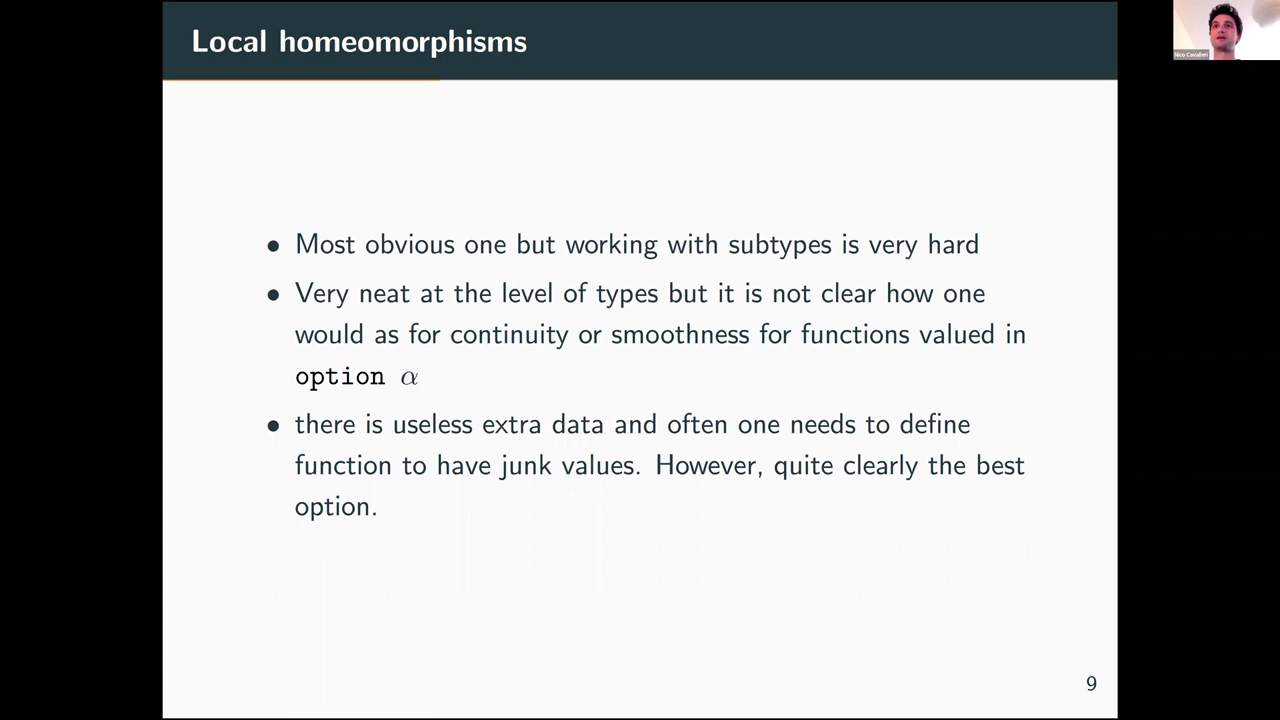 Local homeomorphisms
Nico Cavalleri
• Most obvious one but working with subtypes is very hard
• Very neat at the level of types but it is not clear how one
would as for continuity or smoothness for functions valued in
option α
• there is useless extra data and often one needs to define
function to have junk values. However, quite clearly the best
option.
9